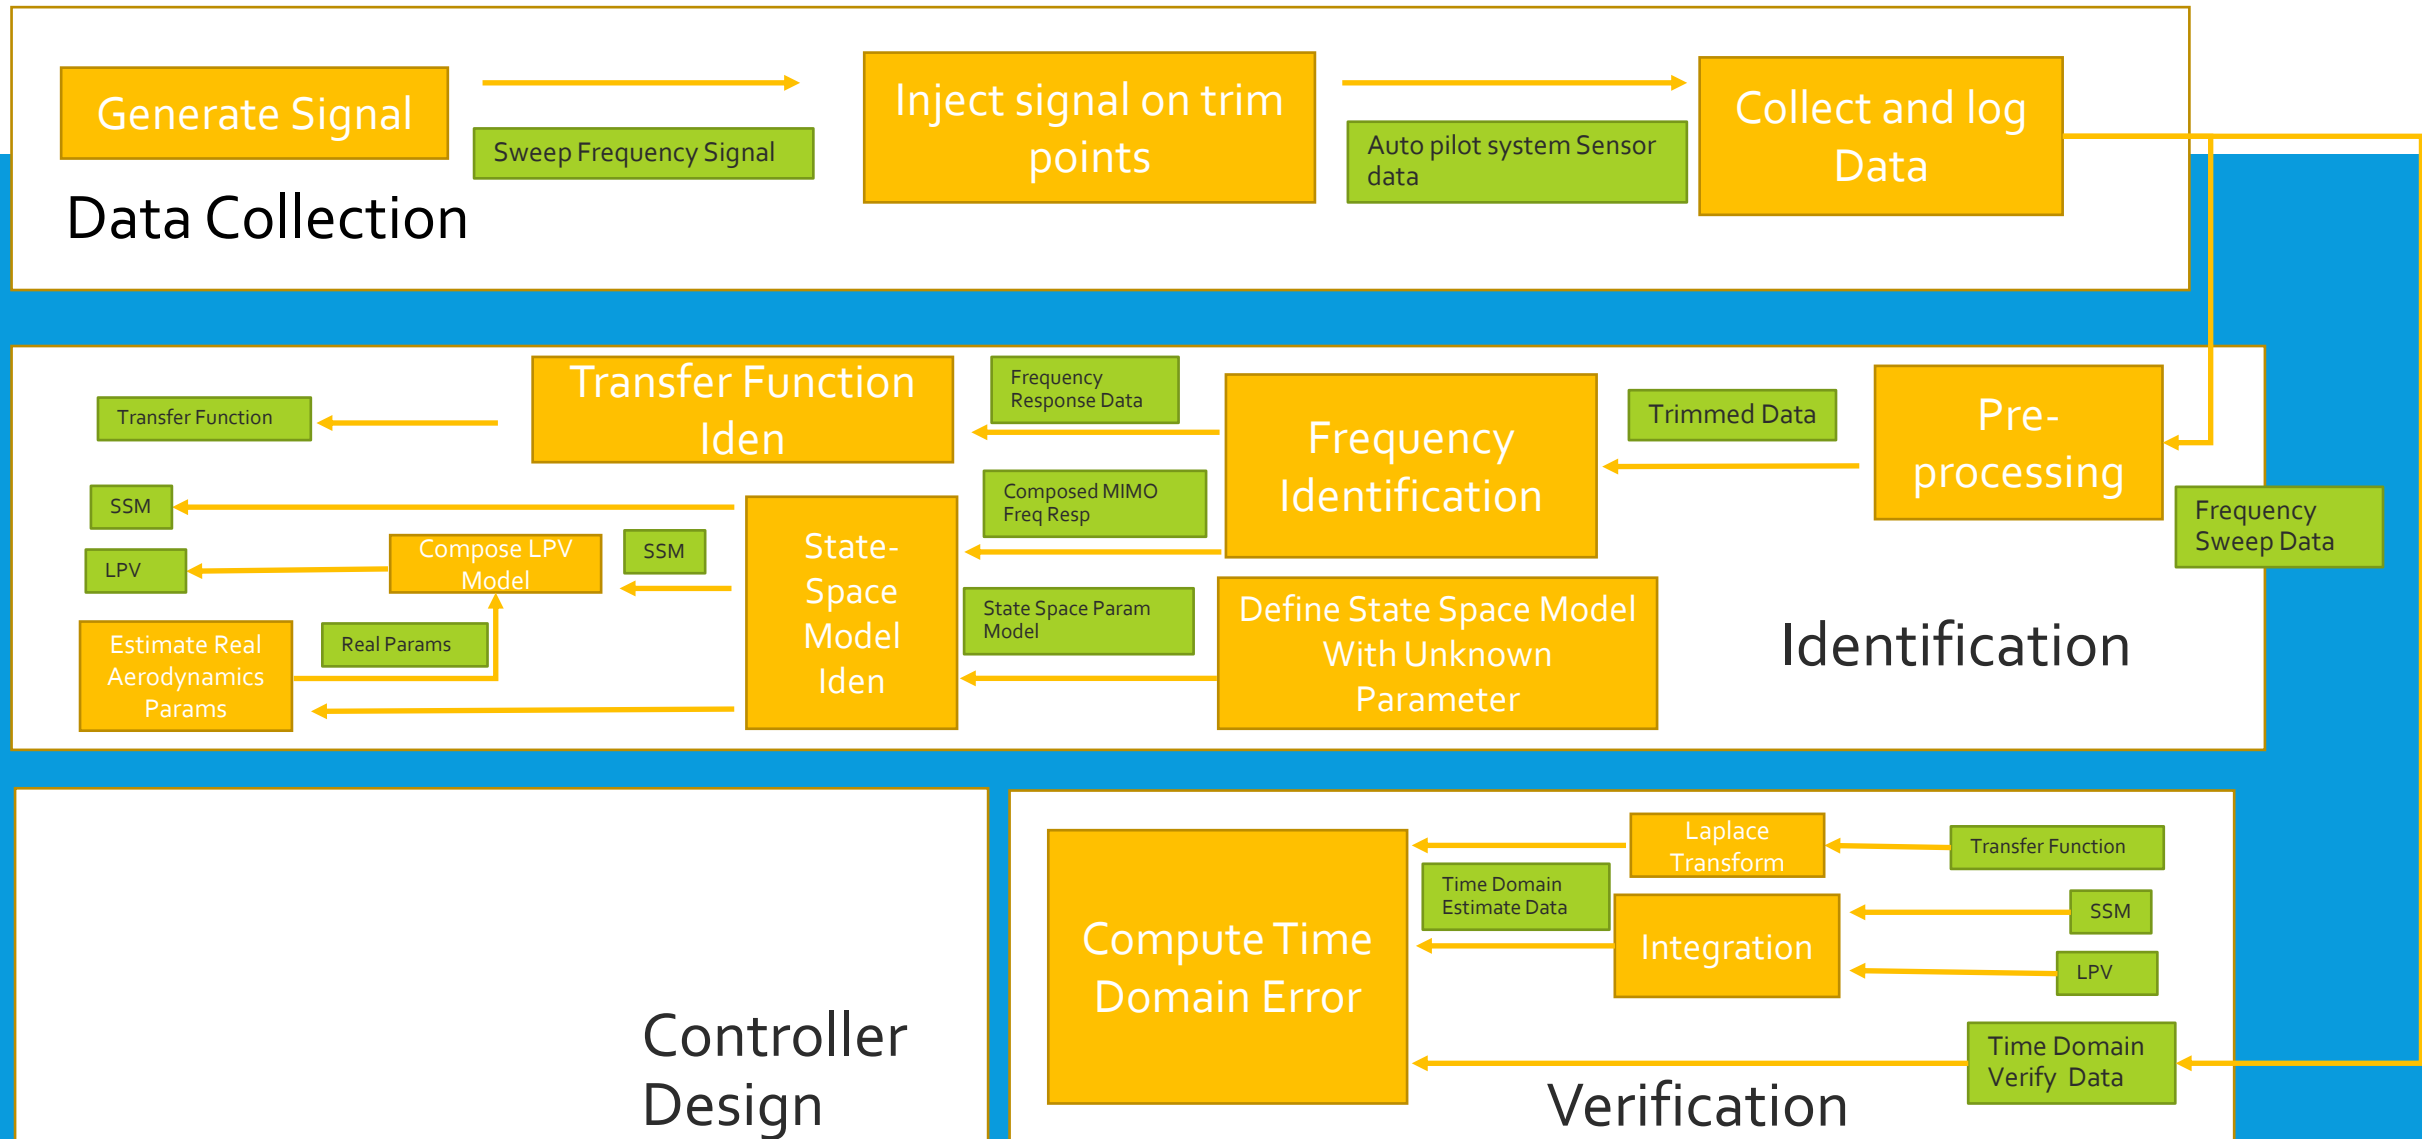 Generate Signal
Sweep Frequency Signal
Inject signal on trim
points
Auto pilot system Sensor
data
Collect and log
Data
Data Collection
Transfer Function
Transfer Function
Iden
Frequency
Response Data
Frequency
Identification
Trimmed Data
Pre-
processing
Frequency
Sweep Data
SSM
LPV
Compose LPV
Model
SSM
State-
Space
Model
Iden
Composed MIMO
Freq Resp
State Space Param
Model
Define State Space Model
With Unknown
Parameter
Estimate Real
Aerodynamics
Params
Real Params
Identification
Controller
Design
Compute Time
Domain Error
Time Domain
Estimate Data
Laplace
Transform
Transfer Function
Integration
SSM
LPV
Time Domain
Verify Data
Verification